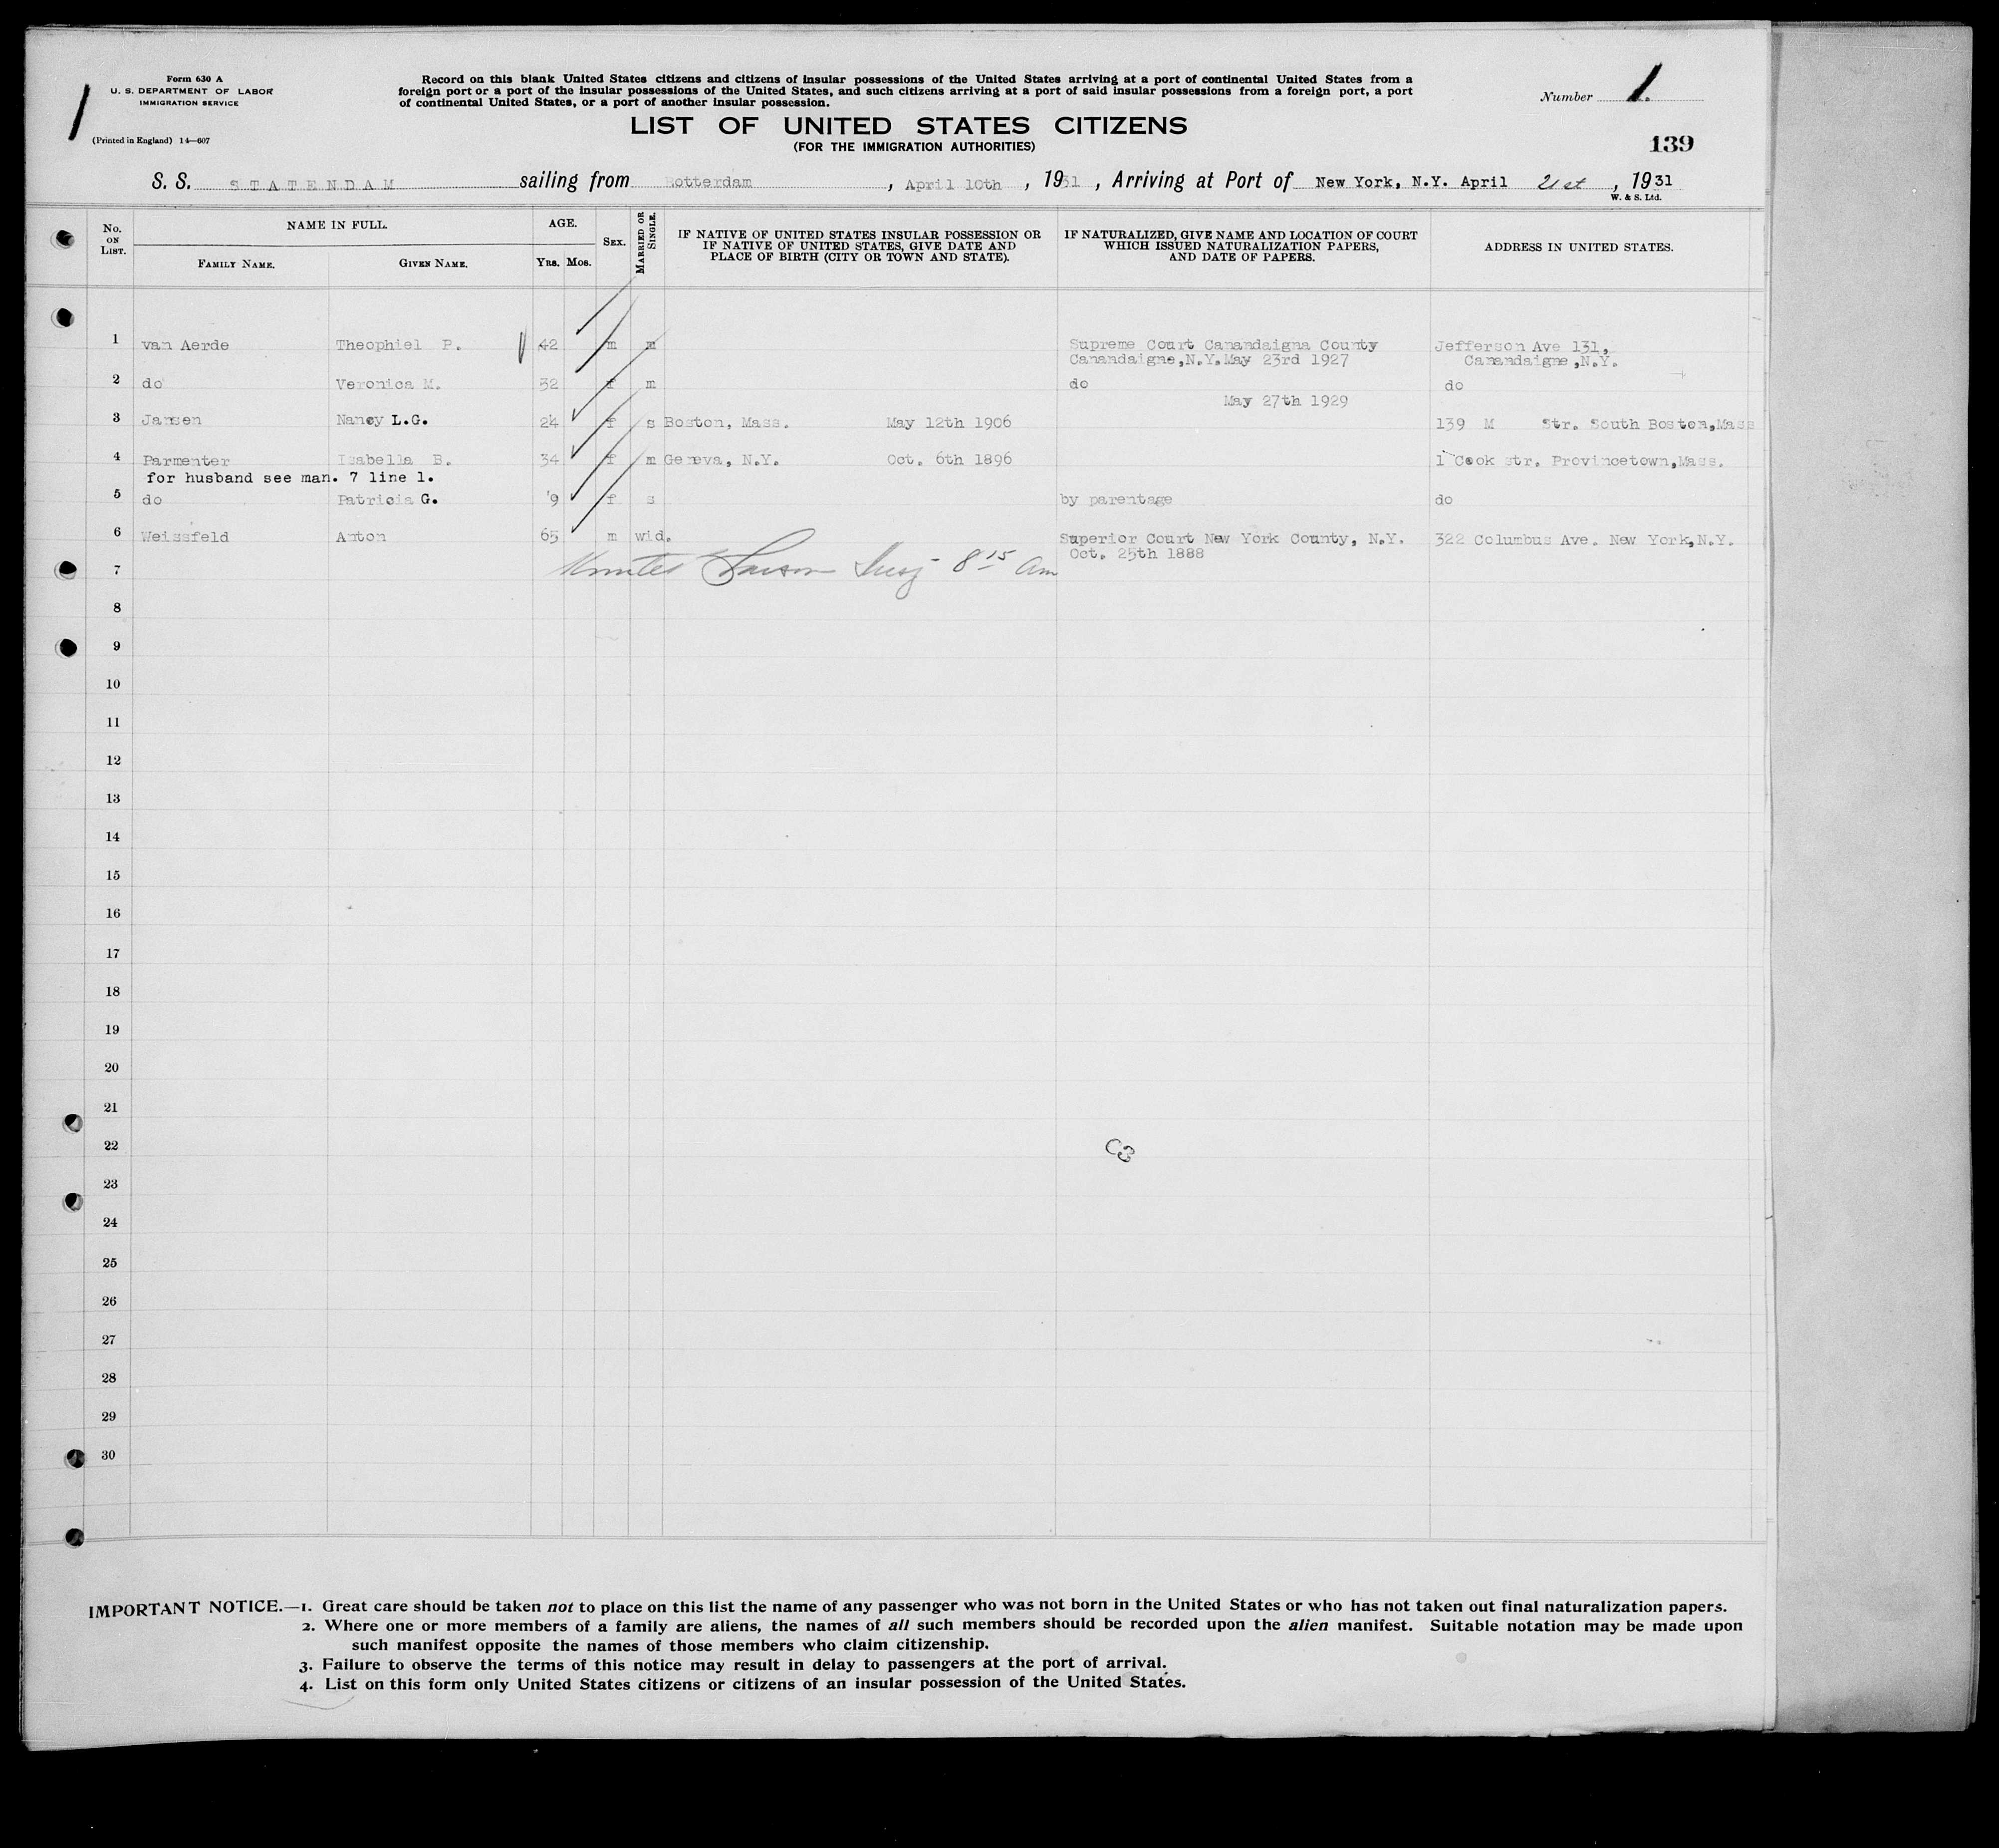 Form 630 A
U. S. DEPARTMENT OF LABOR
IMMIGRATION SERVICE
(Printed in England) 14—607
Record on this blank United States citizens and citizens of insular possessions of the United States arriving at a port of continental United States from a
foreign port or a port of the insular possessions of the United States, and such citizens arriving at a port of said insular possessions from a foreign port, a port
of continental United States, or a port of another insular possession.
LIST OF UNITED STATES CITIZENS
(FOR THE IMMIGRATION AUTHORITIES)
Number 1.
139
S. S. STATENDAM sailing from Rotterdam , April 10th , 1931 , Arriving at Port of New York, N.Y. April 21st , 1931
W. & S. Ltd.
No. ON LIST. NAME IN FULL. FAMILY NAME. GIVEN NAME. AGE. YRS. MOS. SEX. MARRIED OR SINGLE. IF NATIVE OF UNITED STATES INSULAR POSSESSION OR IF NATIVE OF UNITED STATES, GIVE DATE AND PLACE OF BIRTH (CITY OR TOWN AND STATE). IF NATURALIZED, GIVE NAME AND LOCATION OF COURT WHICH ISSUED NATURALIZATION PAPERS, AND DATE OF PAPERS. ADDRESS IN UNITED STATES.
1 van Aerde Theophiel P. 42 m m Supreme Court Canandaigna County Jefferson Ave 131,
Canandaigne,N.Y.May 23rd 1927 Canandaigne,N.Y.
2 do Veronica M. 32 f m do do
May 27th 1929
3 Jansen Nancy L.G. 24 f s Boston, Mass. May 12th 1906 139 M Str. South Boston,Mass
4 Parmenter Isabella B. 34 f m Geneva, N.Y. Oct. 6th 1896 1 Cook str. Provincetown,Mass.
for husband see man. 7 line 1.
5 do Patricia G. 9 f s by parentage do
6 Weissfeld Anton 65 m wid. Superior Court New York County, N.Y. 322 Columbus Ave. New York,N.Y.
Oct. 25th 1888
7 8 15 Am
8
9
10
11
12
13
14
15
16
17
18
19
20
21
22
C3
23
24
25
26
27
28
29
30
IMPORTANT NOTICE.—1. Great care should be taken not to place on this list the name of any passenger who was not born in the United States or who has not taken out final naturalization papers.
2. Where one or more members of a family are aliens, the names of all such members should be recorded upon the alien manifest. Suitable notation may be made upon
such manifest opposite the names of those members who claim citizenship.
3. Failure to observe the terms of this notice may result in delay to passengers at the port of arrival.
4. List on this form only United States citizens or citizens of an insular possession of the United States.